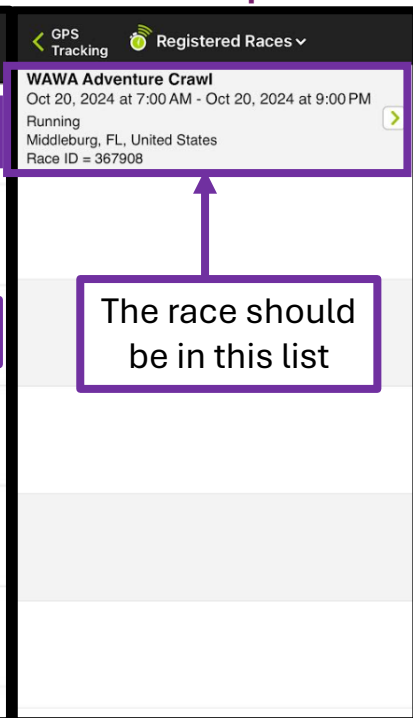 GPS
Tracking
Registered Races
WAWA Adventure Crawl
Oct 20, 2024 at 7:00 AM - Oct 20, 2024 at 9:00 PM
Running
Middleburg, FL, United States
Race ID = 367908
The race should
be in this list